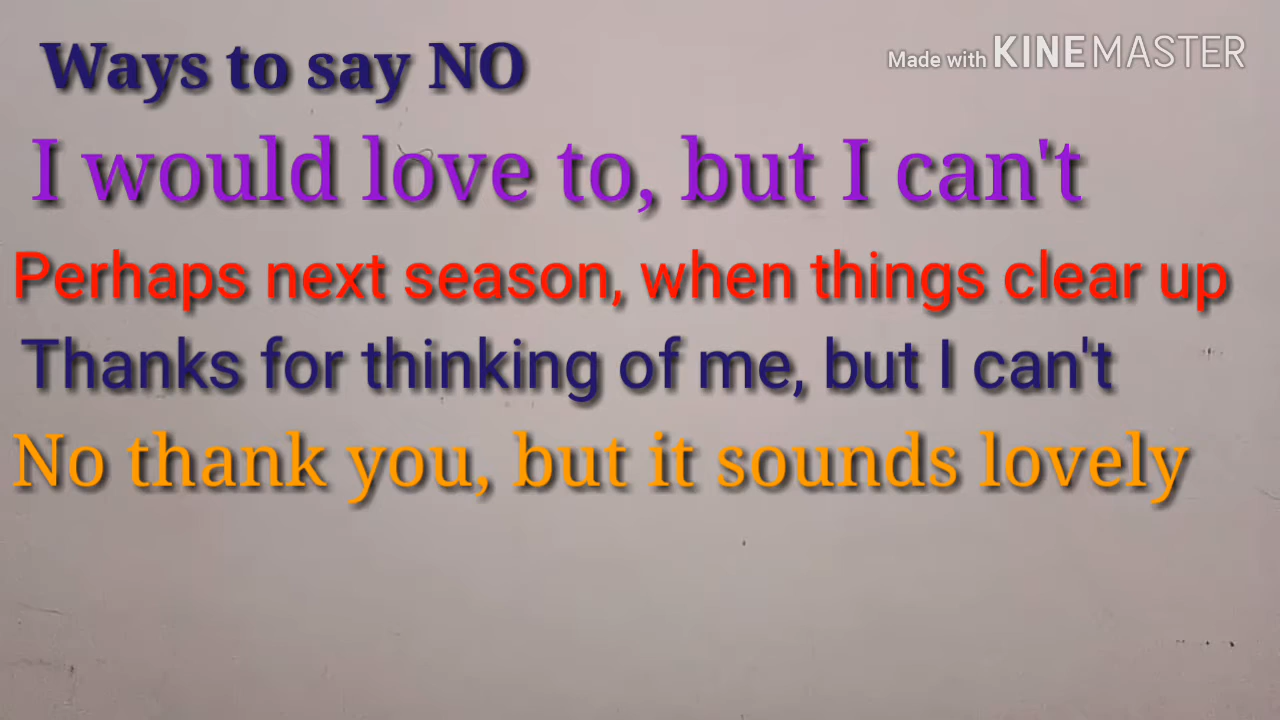 Ways to say NO
Made with KINEMASTER
I would love to, but I can't
Perhaps next season, when things clear up
Thanks for thinking of me, but I can't
No thank you, but it sounds lovely